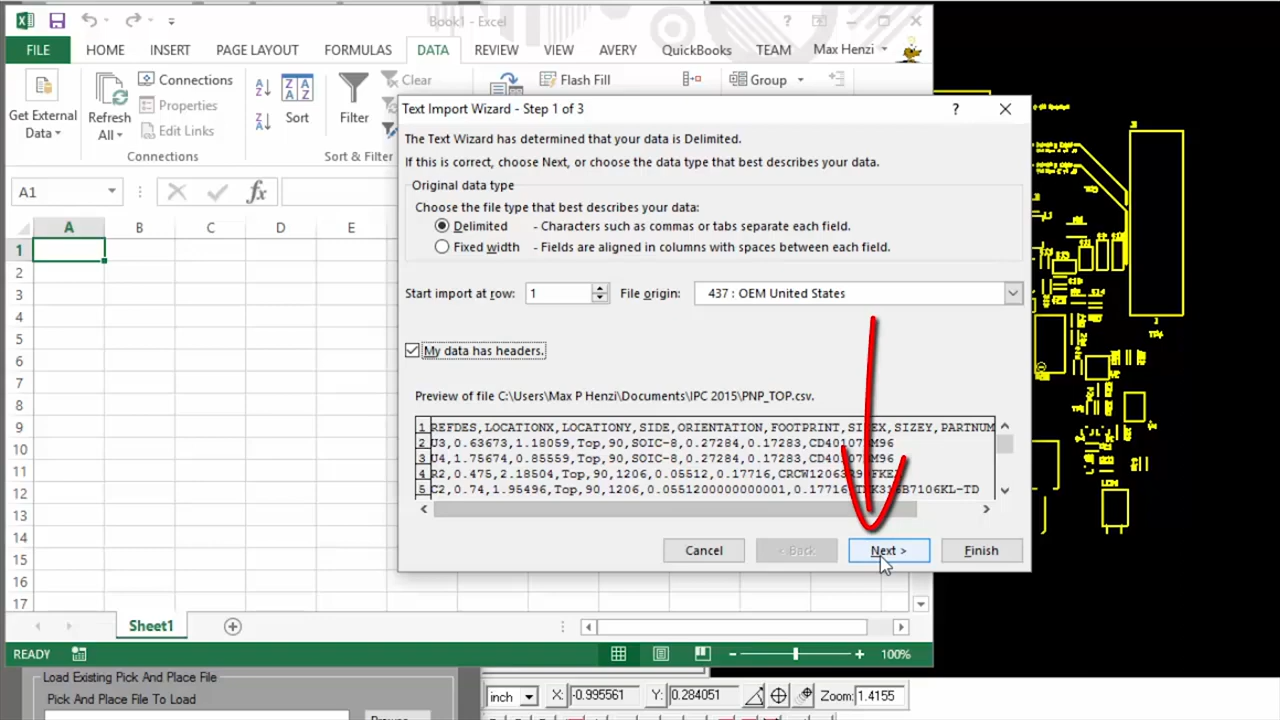 Book1 - Excel
FILE HOME INSERT PAGE LAYOUT FORMULAS DATA REVIEW VIEW AVERY QuickBooks TEAM Max Henzi
Get External Data
Refresh All
Connections
Properties
Edit Links
Connections
Sort
Filter
Clear
Sort & Filter
Flash Fill
Group
A1
A B C D E
1
2
3
4
5
6
7
8
9
10
11
12
13
14
15
16
17
Text Import Wizard - Step 1 of 3
The Text Wizard has determined that your data is Delimited.
If this is correct, choose Next, or choose the data type that best describes your data.
Original data type
Choose the file type that best describes your data:
Delimited - Characters such as commas or tabs separate each field.
Fixed width - Fields are aligned in columns with spaces between each field.
Start import at row: 1 File origin: 437 : OEM United States
My data has headers.
Preview of file C:\Users\Max P Henzi\Documents\IPC 2015\PNP_TOP.csv.
1 REFDES,LOCATIONX,LOCATIONY,SIDE,ORIENTATION,FOOTPRINT,SIZEX,SIZEY,PARTNUM
2 U3,0.63673,1.18059,Top,90,SOIC-8,0.27284,0.17283,
3 U4,1.75674,0.85559,Top,90,SOIC-8,0.27284,0.17283,
4 R2,0.475,2.18504,Top,90,1206,0.05512,0.17716,
5 C2,0.74,1.95496,Top,90,1206,0.0551200000000001,
Cancel < Back Next > Finish
Sheet1
READY 100%
Load Existing Pick And Place File
Pick And Place File To Load
inch X: -0.995561 Y: 0.284051 Zoom: 1.4155